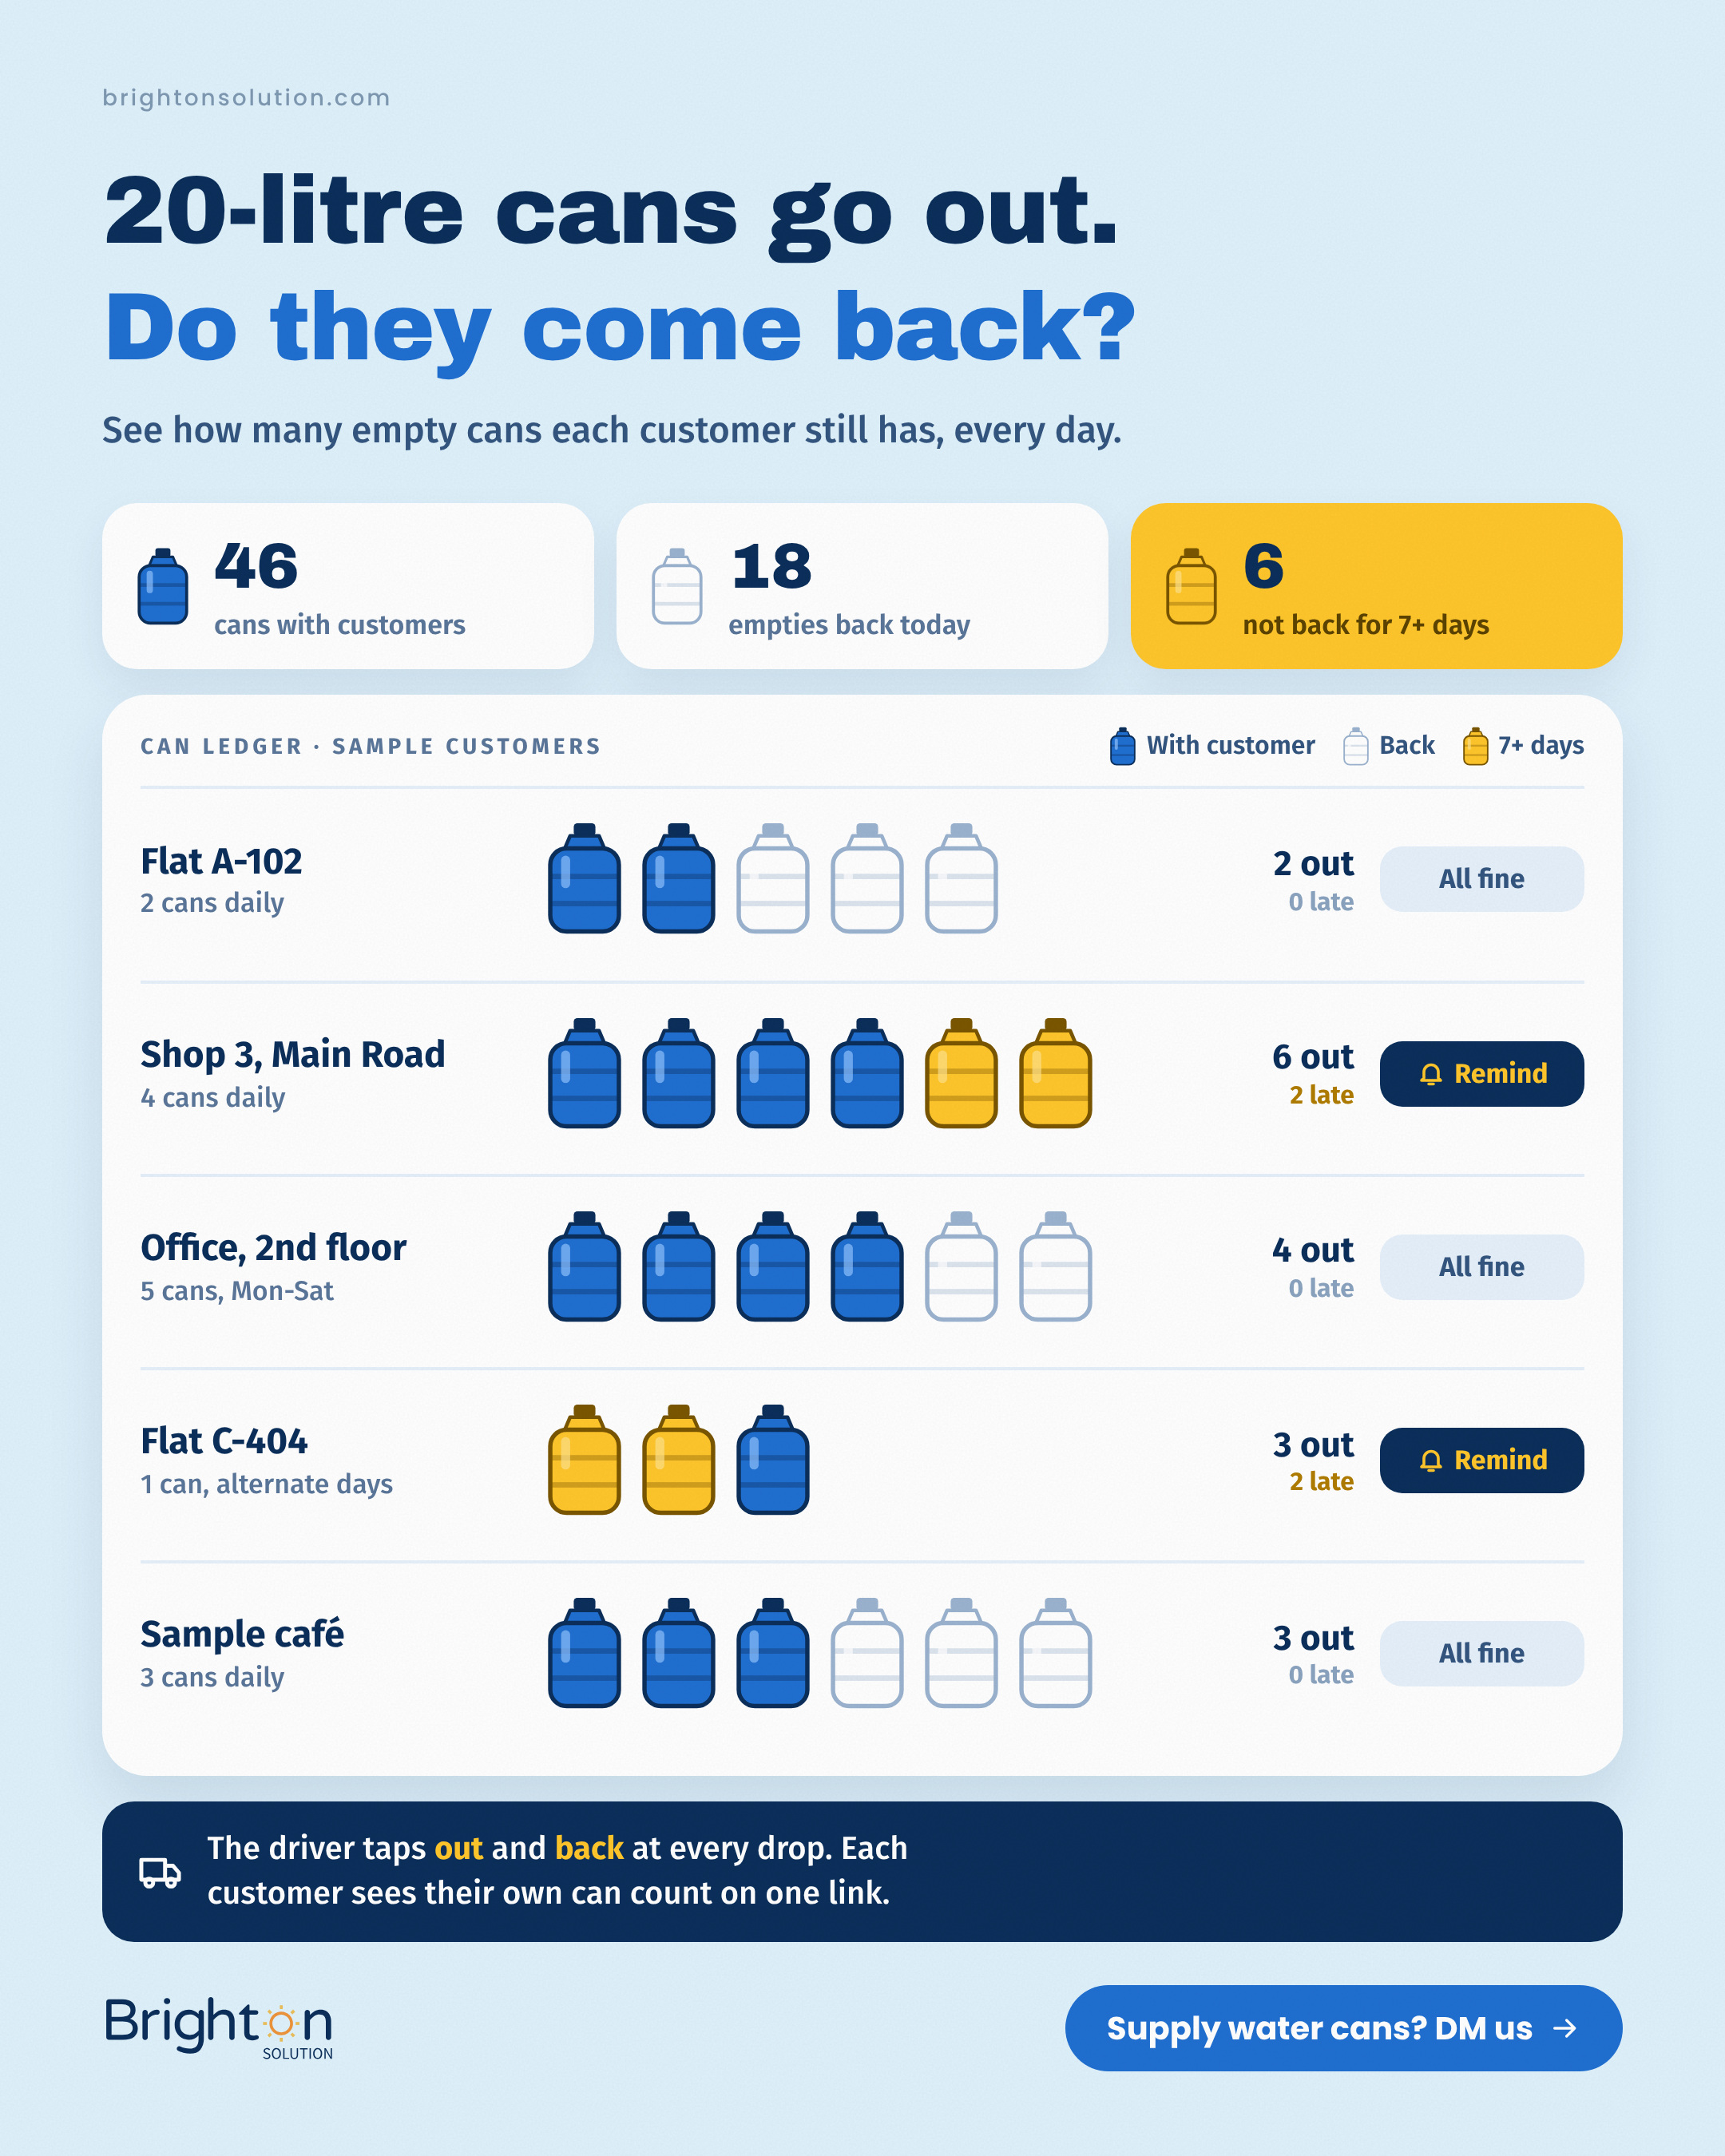 brightonsolution.com
20-litre cans go out.
Do they come back?
See how many empty cans each customer still has, every day.
46
cans with customers
18
empties back today
6
not back for 7+ days
CAN LEDGER · SAMPLE CUSTOMERS
With customer
Back
7+ days
Flat A-102
2 cans daily
2 out
0 late
All fine
Shop 3, Main Road
4 cans daily
6 out
2 late
Remind
Office, 2nd floor
5 cans, Mon-Sat
4 out
0 late
All fine
Flat C-404
1 can, alternate days
3 out
2 late
Remind
Sample café
3 cans daily
3 out
0 late
All fine
The driver taps out and back at every drop. Each
customer sees their own can count on one link.
Brighton
SOLUTION
Supply water cans? DM us →